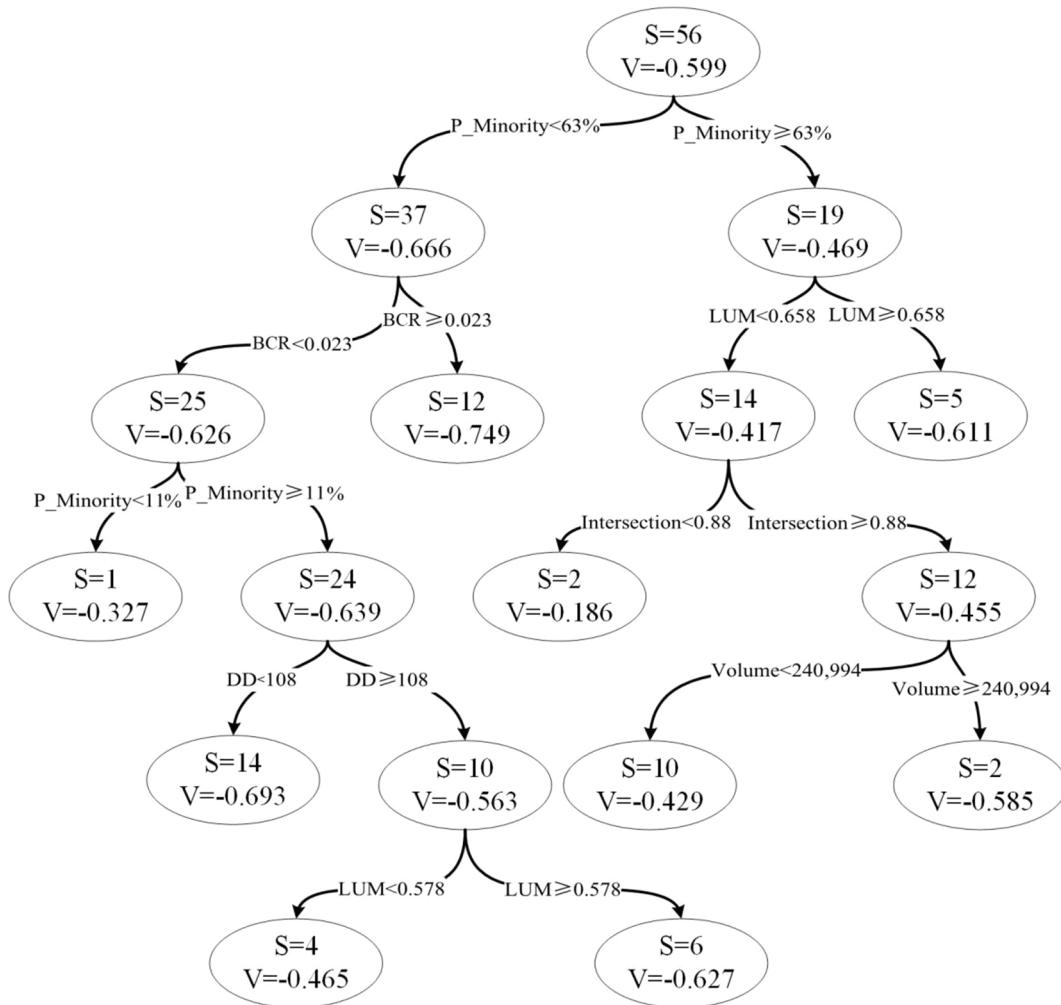 S=56
V=-0.599
P_Minority<63%
P_Minority≥63%
S=37
V=-0.666
S=19
V=-0.469
BCR<0.023
BCR≥0.023
LUM<0.658
LUM≥0.658
S=25
V=-0.626
S=12
V=-0.749
S=14
V=-0.417
S=5
V=-0.611
P_Minority<11%
P_Minority≥11%
Intersection<0.88
Intersection≥0.88
S=1
V=-0.327
S=24
V=-0.639
S=2
V=-0.186
S=12
V=-0.455
DD<108
DD≥108
Volume<240,994
Volume≥240,994
S=14
V=-0.693
S=10
V=-0.563
S=10
V=-0.429
S=2
V=-0.585
LUM<0.578
LUM≥0.578
S=4
V=-0.465
S=6
V=-0.627